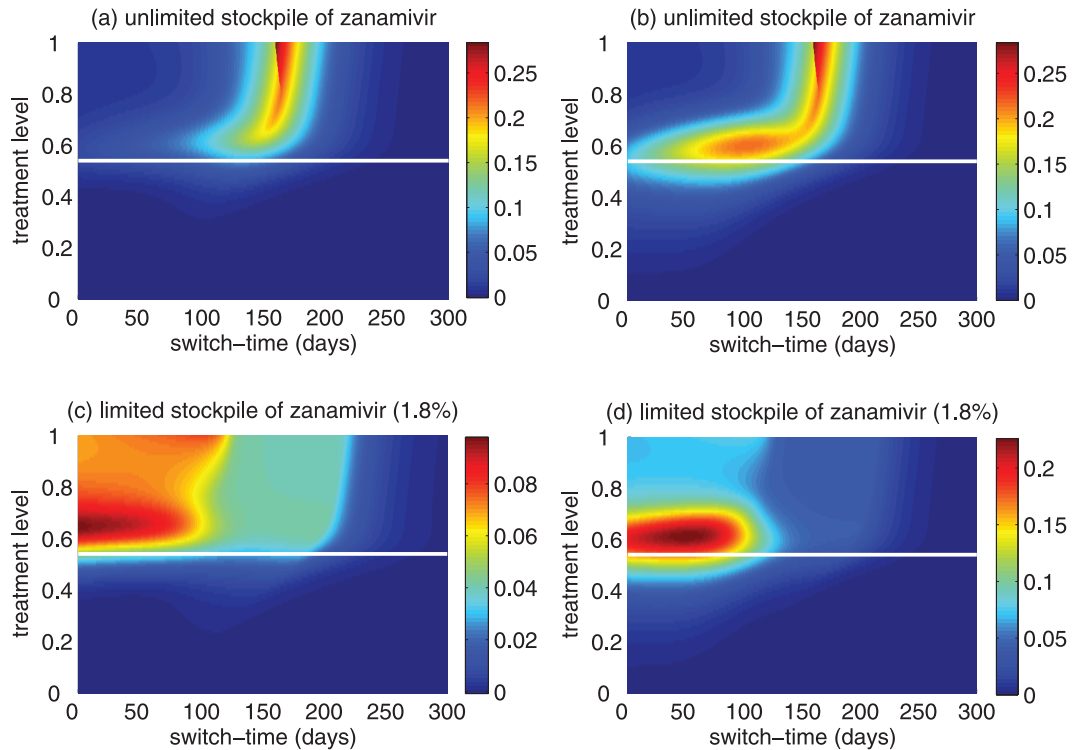 (a) unlimited stockpile of zanamivir
treatment level
1
0.8
0.6
0.4
0.2
0
0 50 100 150 200 250 300
switch–time (days)
0.25
0.2
0.15
0.1
0.05
0
(b) unlimited stockpile of zanamivir
treatment level
1
0.8
0.6
0.4
0.2
0
0 50 100 150 200 250 300
switch–time (days)
0.25
0.2
0.15
0.1
0.05
0
(c) limited stockpile of zanamivir (1.8%)
treatment level
1
0.8
0.6
0.4
0.2
0
0 50 100 150 200 250 300
switch–time (days)
0.08
0.06
0.04
0.02
0
(d) limited stockpile of zanamivir (1.8%)
treatment level
1
0.8
0.6
0.4
0.2
0
0 50 100 150 200 250 300
switch–time (days)
0.2
0.15
0.1
0.05
0